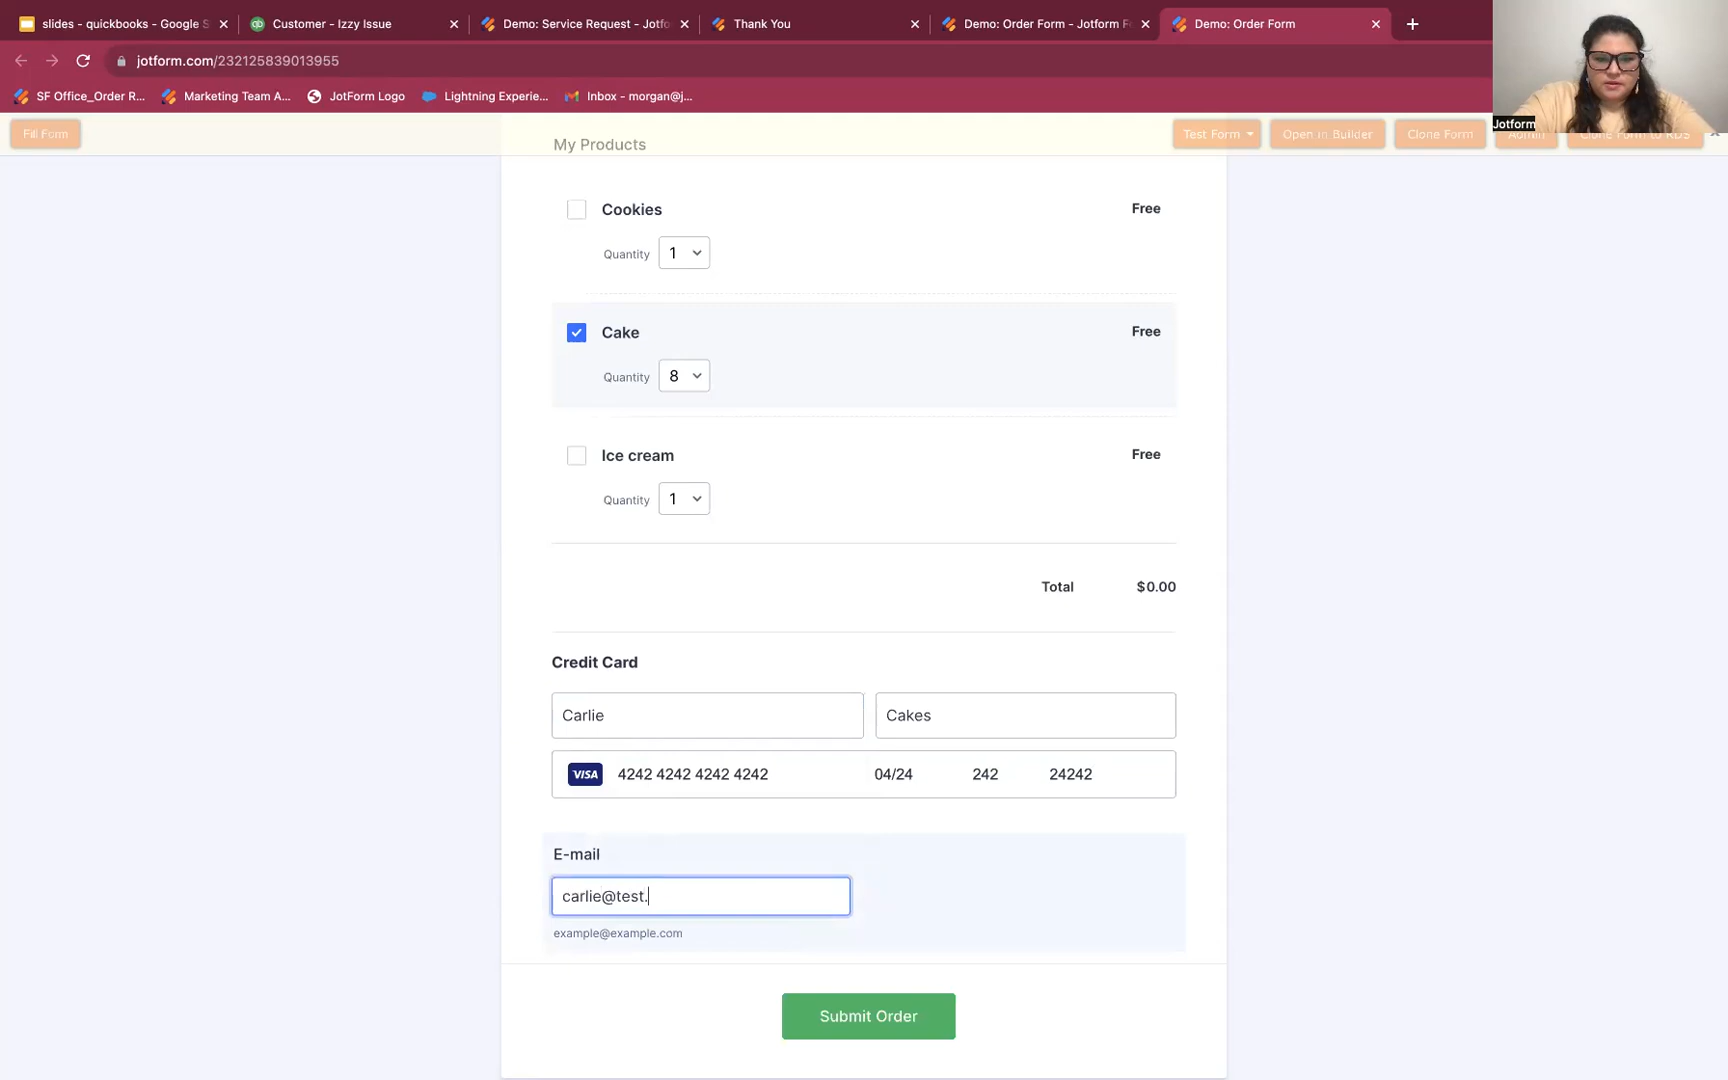 slides - quickbooks - Google S
Customer - Izzy Issue
Demo: Service Request - Jotfo
Thank You
Demo: Order Form - Jotform F
Demo: Order Form
jotform.com/232125839013955
SF Office_Order R...
Marketing Team A...
JotForm Logo
Lightning Experie...
Inbox - morgan@j...
Jotform
Fill Form
Test Form
Open in Builder
Clone Form
Admin
Clone Form to RDS
My Products
Cookies
Free
Quantity
1
Cake
Free
Quantity
8
Ice cream
Free
Quantity
1
Total
$0.00
Credit Card
Carlie
Cakes
VISA
4242 4242 4242 4242
04/24
242
24242
E-mail
carlie@test.
example@example.com
Submit Order